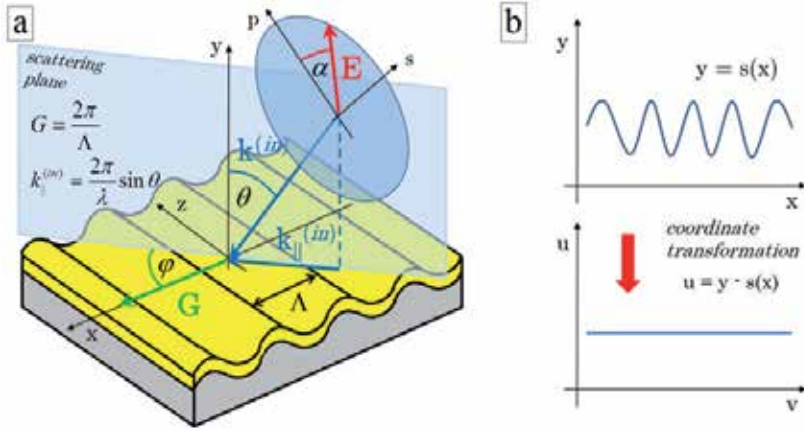 a
scattering
plane
G = 2π / Λ
k‖(in) = 2π / λ sin θ
y
p
α
E
s
k(in)
θ
z
k‖(in)
φ
G
Λ
x
b
y
y = s(x)
x
u
coordinate
transformation
u = y - s(x)
v